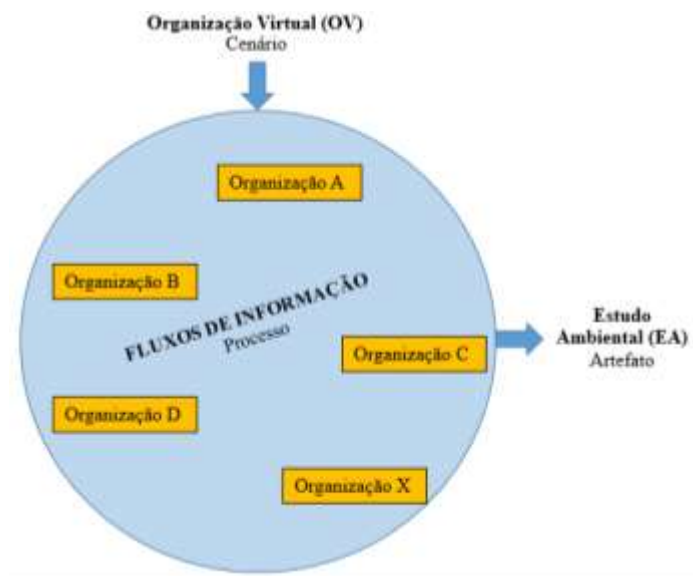 Organização Virtual (OV)
Cenário
Organização A
Organização B
FLUXOS DE INFORMAÇÃO
Processo
Organização C
Estudo
Ambiental (EA)
Artefato
Organização D
Organização X